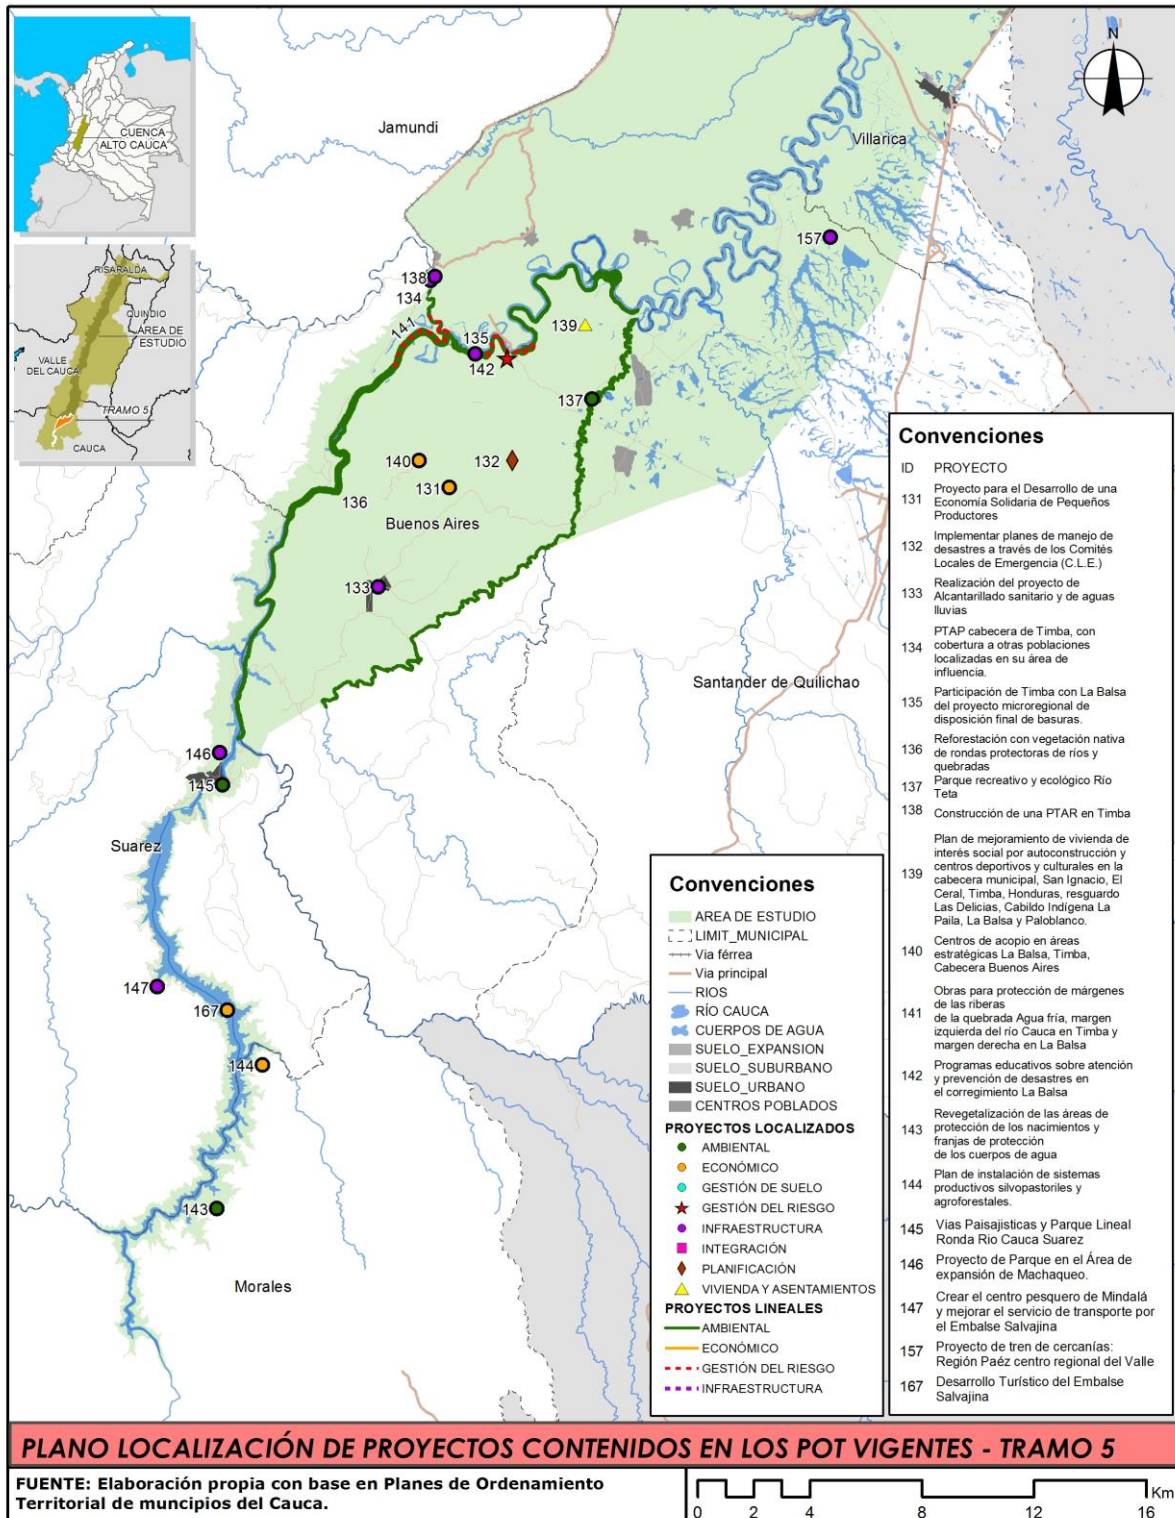 CUENCA
ALTO CAUCA
RISARALDA
QUINDIO
AREA DE
ESTUDIO
VALLE
DEL CAUCA
TRAMO 5
CAUCA
N
Jamundi
Villarica
157
138
134
141
135
142
139
137
140
132
131
136
Buenos Aires
133
Santander de Quilichao
146
145
Suarez
147
167
144
143
Morales
Convenciones
AREA DE ESTUDIO
LIMIT_MUNICIPAL
Via férrea
Via principal
RIOS
RÍO CAUCA
CUERPOS DE AGUA
SUELO_EXPANSION
SUELO_SUBURBANO
SUELO_URBANO
CENTROS POBLADOS
PROYECTOS LOCALIZADOS
AMBIENTAL
ECONÓMICO
GESTIÓN DE SUELO
GESTIÓN DEL RIESGO
INFRAESTRUCTURA
INTEGRACIÓN
PLANIFICACIÓN
VIVIENDA Y ASENTAMIENTOS
PROYECTOS LINEALES
AMBIENTAL
ECONÓMICO
GESTIÓN DEL RIESGO
INFRAESTRUCTURA
Convenciones
ID PROYECTO
131 Proyecto para el Desarrollo de una
Economía Solidaria de Pequeños
Productores
132 Implementar planes de manejo de
desastres a través de los Comités
Locales de Emergencia (C.L.E.)
133 Realización del proyecto de
Alcantarillado sanitario y de aguas
lluvias
134 PTAP cabecera de Timba, con
cobertura a otras poblaciones
localizadas en su área de
influencia.
135 Participación de Timba con La Balsa
del proyecto microregional de
disposición final de basuras.
136 Reforestación con vegetación nativa
de rondas protectoras de ríos y
quebradas
137 Parque recreativo y ecológico Río
Teta
138 Construcción de una PTAR en Timba
139 Plan de mejoramiento de vivienda de
interés social por autoconstrucción y
centros deportivos y culturales en la
cabecera municipal, San Ignacio, El
Ceral, Timba, Honduras, resguardo
Las Delicias, Cabildo Indígena La
Paila, La Balsa y Paloblanco.
140 Centros de acopio en áreas
estratégicas La Balsa, Timba,
Cabecera Buenos Aires
141 Obras para protección de márgenes
de las riberas
de la quebrada Agua fría, margen
izquierda del río Cauca en Timba y
margen derecha en La Balsa
142 Programas educativos sobre atención
y prevención de desastres en
el corregimiento La Balsa
143 Revegetalización de las áreas de
protección de los nacimientos y
franjas de protección
de los cuerpos de agua
144 Plan de instalación de sistemas
productivos silvopastoriles y
agroforestales.
145 Vias Paisajisticas y Parque Lineal
Ronda Rio Cauca Suarez
146 Proyecto de Parque en el Área de
expansión de Machaqueo.
147 Crear el centro pesquero de Mindalá
y mejorar el servicio de transporte por
el Embalse Salvajina
157 Proyecto de tren de cercanías:
Región Paéz centro regional del Valle
167 Desarrollo Turístico del Embalse
Salvajina
PLANO LOCALIZACIÓN DE PROYECTOS CONTENIDOS EN LOS POT VIGENTES - TRAMO 5
FUENTE: Elaboración propia con base en Planes de Ordenamiento
Territorial de muncipios del Cauca.
Km
0 2 4 8 12 16